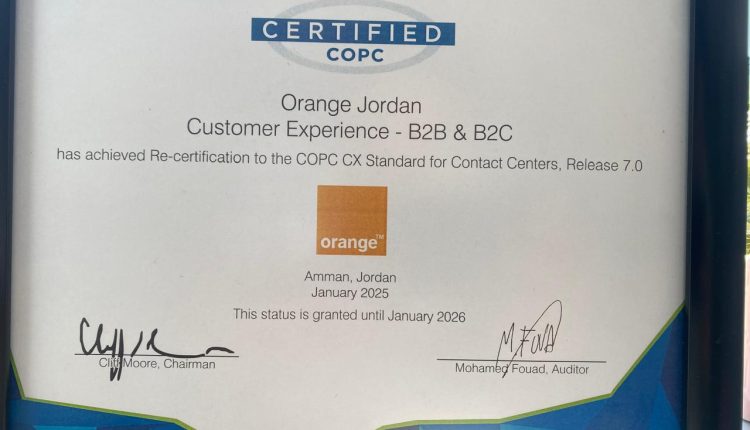 CERTIFIED
COPC
Orange Jordan
Customer Experience - B2B & B2C
has achieved Re-certification to the COPC CX Standard for Contact Centers, Release 7.0
orange™
Amman, Jordan
January 2025
This status is granted until January 2026
Cliff Moore, Chairman
M Foua
Mohamed Fouad, Auditor